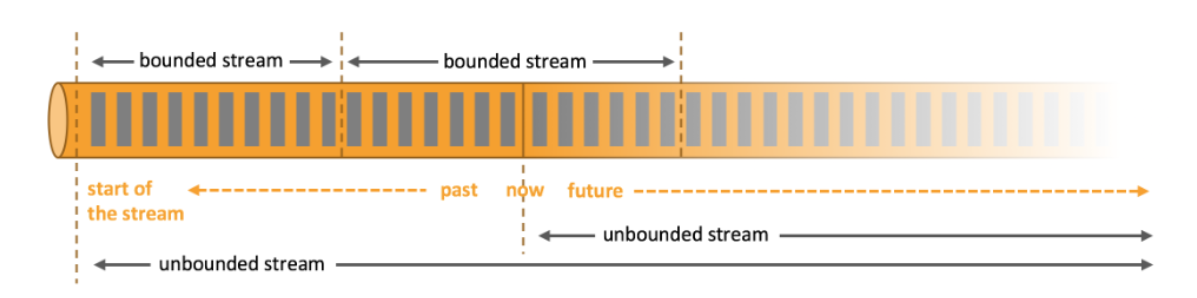 bounded stream
bounded stream
start of
the stream
past
now
future
unbounded stream
unbounded stream